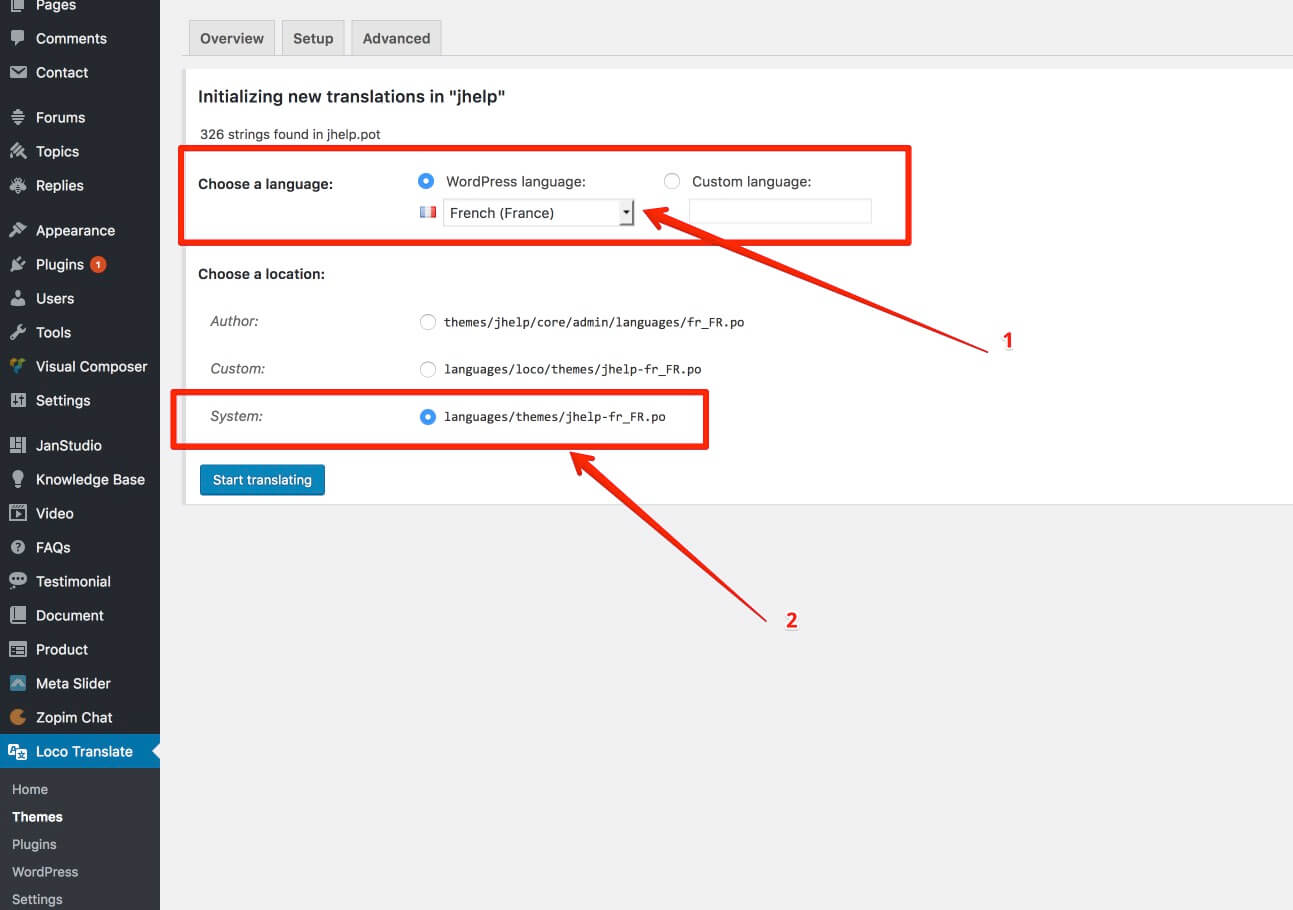 Pages
Comments
Contact
Forums
Topics
Replies
Appearance
Plugins 1
Users
Tools
Visual Composer
Settings
JanStudio
Knowledge Base
Video
FAQs
Testimonial
Document
Product
Meta Slider
Zopim Chat
Loco Translate
Home
Themes
Plugins
WordPress
Settings
Overview Setup Advanced
Initializing new translations in "jhelp"
326 strings found in jhelp.pot
Choose a language: WordPress language: Custom language:
French (France)
1
Choose a location:
Author: themes/jhelp/core/admin/languages/fr_FR.po
Custom: languages/loco/themes/jhelp-fr_FR.po
System: languages/themes/jhelp-fr_FR.po
Start translating
2